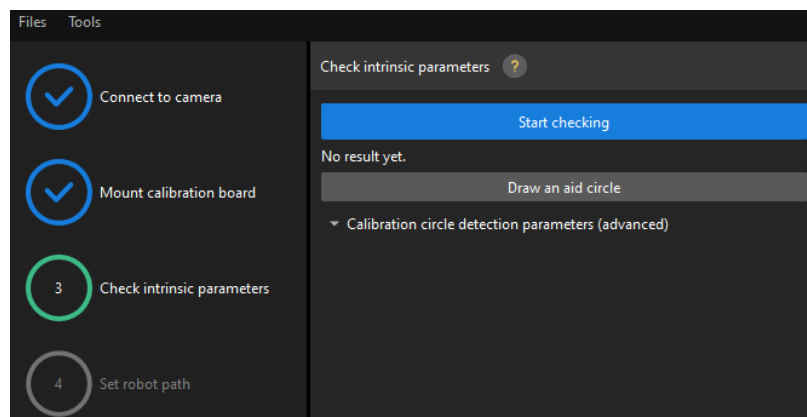 Files Tools
Connect to camera
Mount calibration board
3 Check intrinsic parameters
4 Set robot path
Check intrinsic parameters ?
Start checking
No result yet.
Draw an aid circle
Calibration circle detection parameters (advanced)